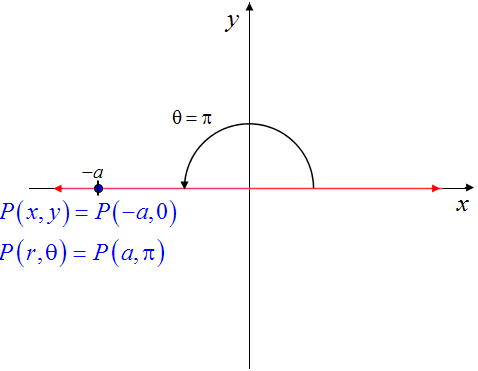 y
θ = π
−a
x
P(x, y) = P(−a, 0)
P(r, θ) = P(a, π)